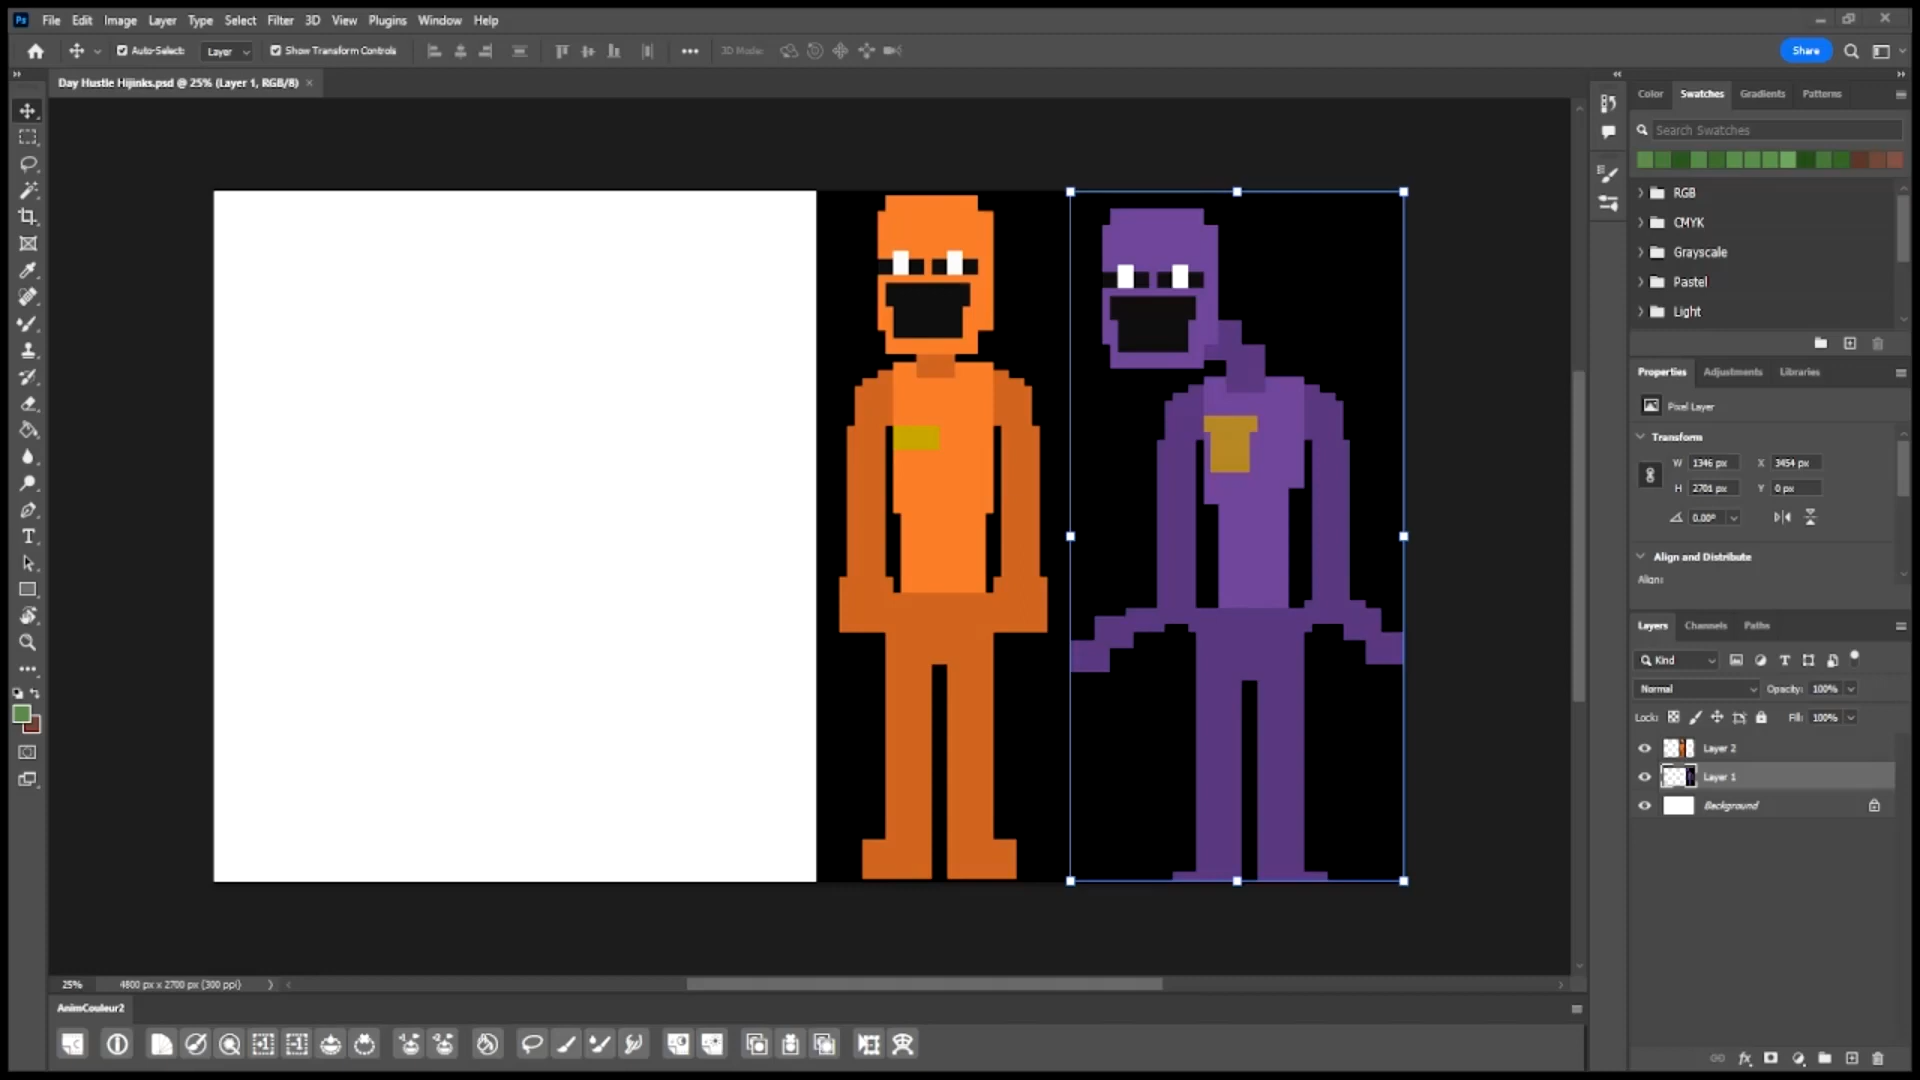 Ps File Edit Image Layer Type Select Filter 3D View Plugins Window Help
Auto-Select: Layer Show Transform Controls 3D Mode: Share
Day Hustle Hijinks.psd @ 25% (Layer 1, RGB/8) ×
Color Swatches Gradients Patterns
Search Swatches
RGB
CMYK
Grayscale
Pastel
Light
Properties Adjustments Libraries
Pixel Layer
Transform
W 1346 px X 3454 px
H 2701 px Y 0 px
0.00°
Align and Distribute
Align:
Layers Channels Paths
Kind
Normal Opacity: 100%
Lock: Fill: 100%
Layer 2
Layer 1
Background
25% 4800 px x 2700 px (300 ppi)
AnimCouleur2
+1 -1
fx